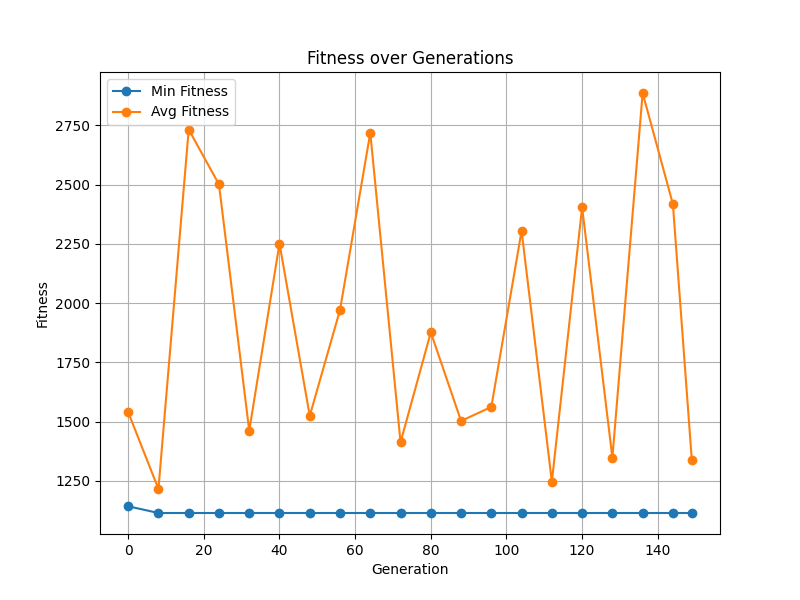 Fitness over Generations
Min Fitness
Avg Fitness
2750
2500
2250
2000
1750
1500
1250
Fitness
0 20 40 60 80 100 120 140
Generation